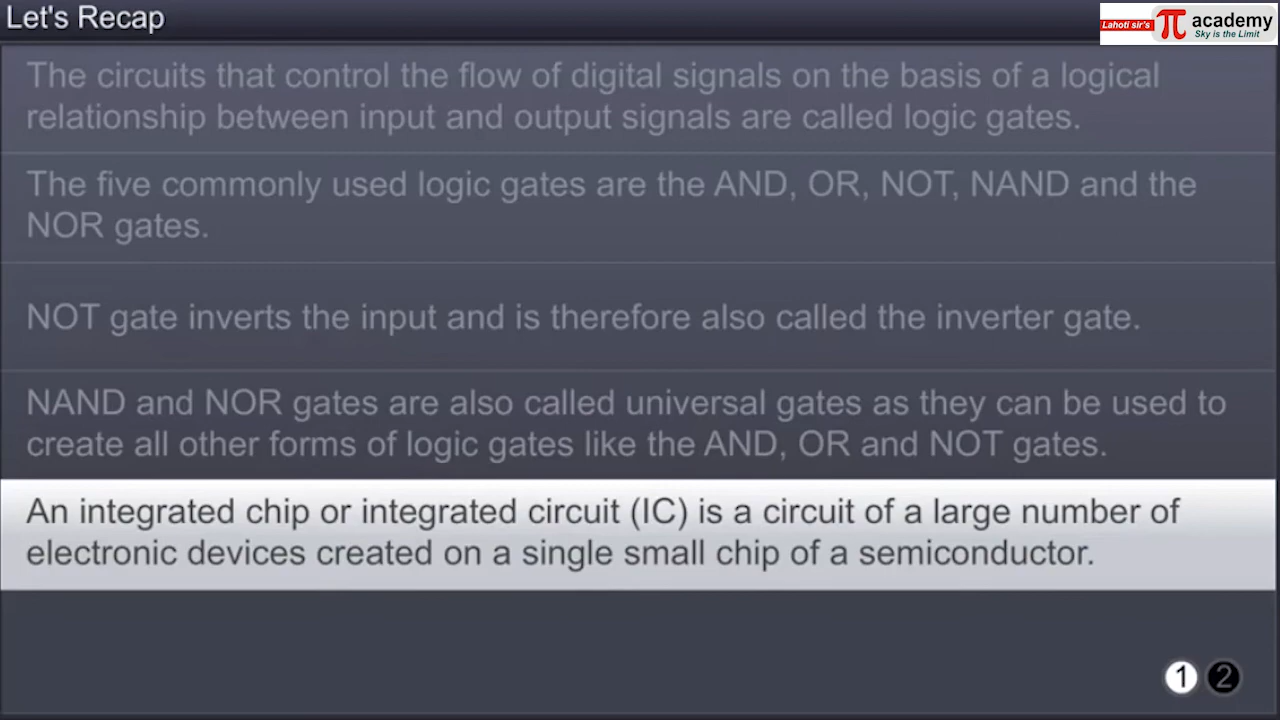 Let's Recap
Lahoti sir's π academy
Sky is the Limit
The circuits that control the flow of digital signals on the basis of a logical
relationship between input and output signals are called logic gates.
The five commonly used logic gates are the AND, OR, NOT, NAND and the
NOR gates.
NOT gate inverts the input and is therefore also called the inverter gate.
NAND and NOR gates are also called universal gates as they can be used to
create all other forms of logic gates like the AND, OR and NOT gates.
An integrated chip or integrated circuit (IC) is a circuit of a large number of
electronic devices created on a single small chip of a semiconductor.
1 2